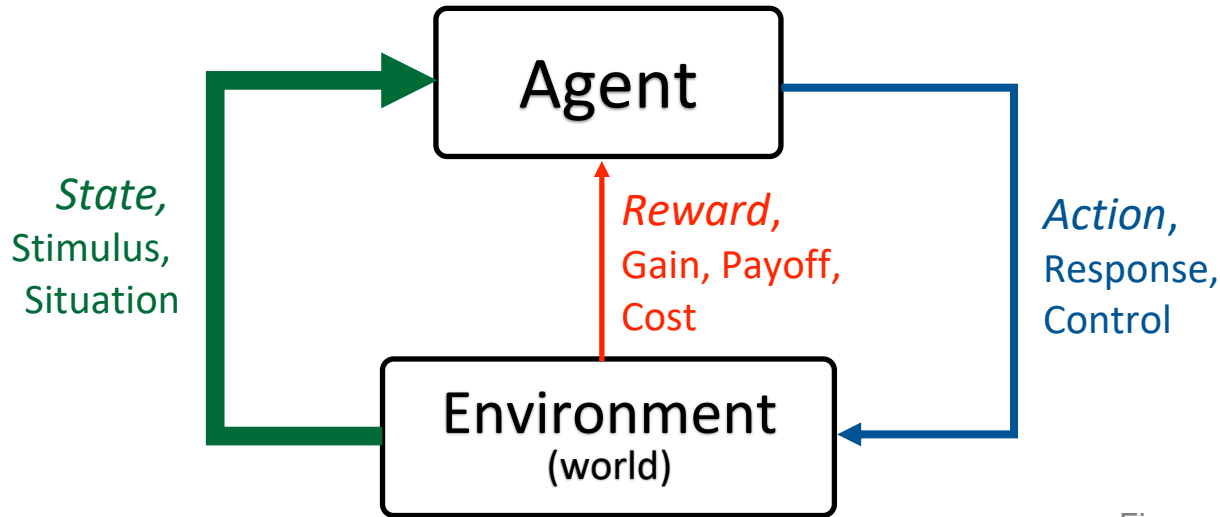 Agent
State,
Stimulus,
Situation
Reward,
Gain, Payoff,
Cost
Action,
Response,
Control
Environment
(world)